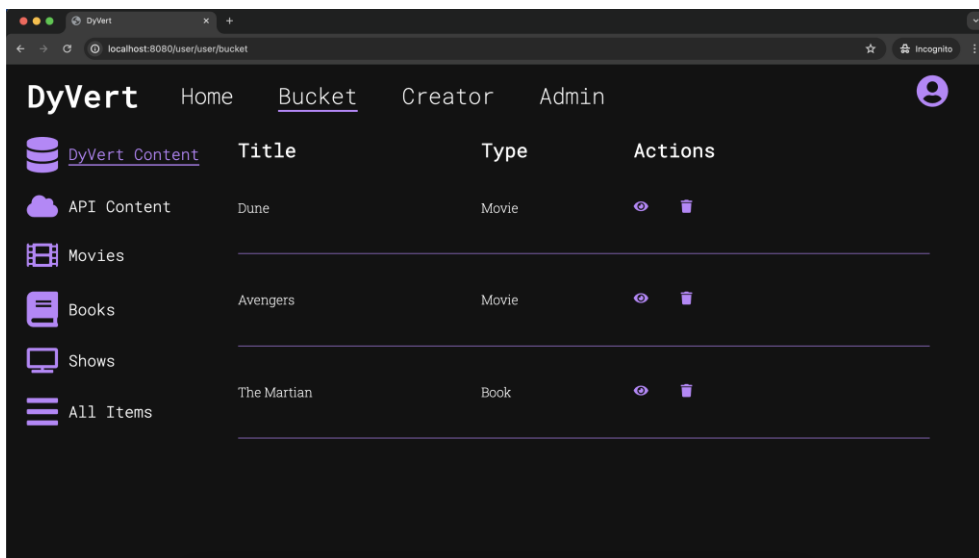 DyVert
localhost:8080/user/user/bucket
Incognito
DyVert Home Bucket Creator Admin
DyVert Content
API Content
Movies
Books
Shows
All Items
Title Type Actions
Dune Movie
Avengers Movie
The Martian Book